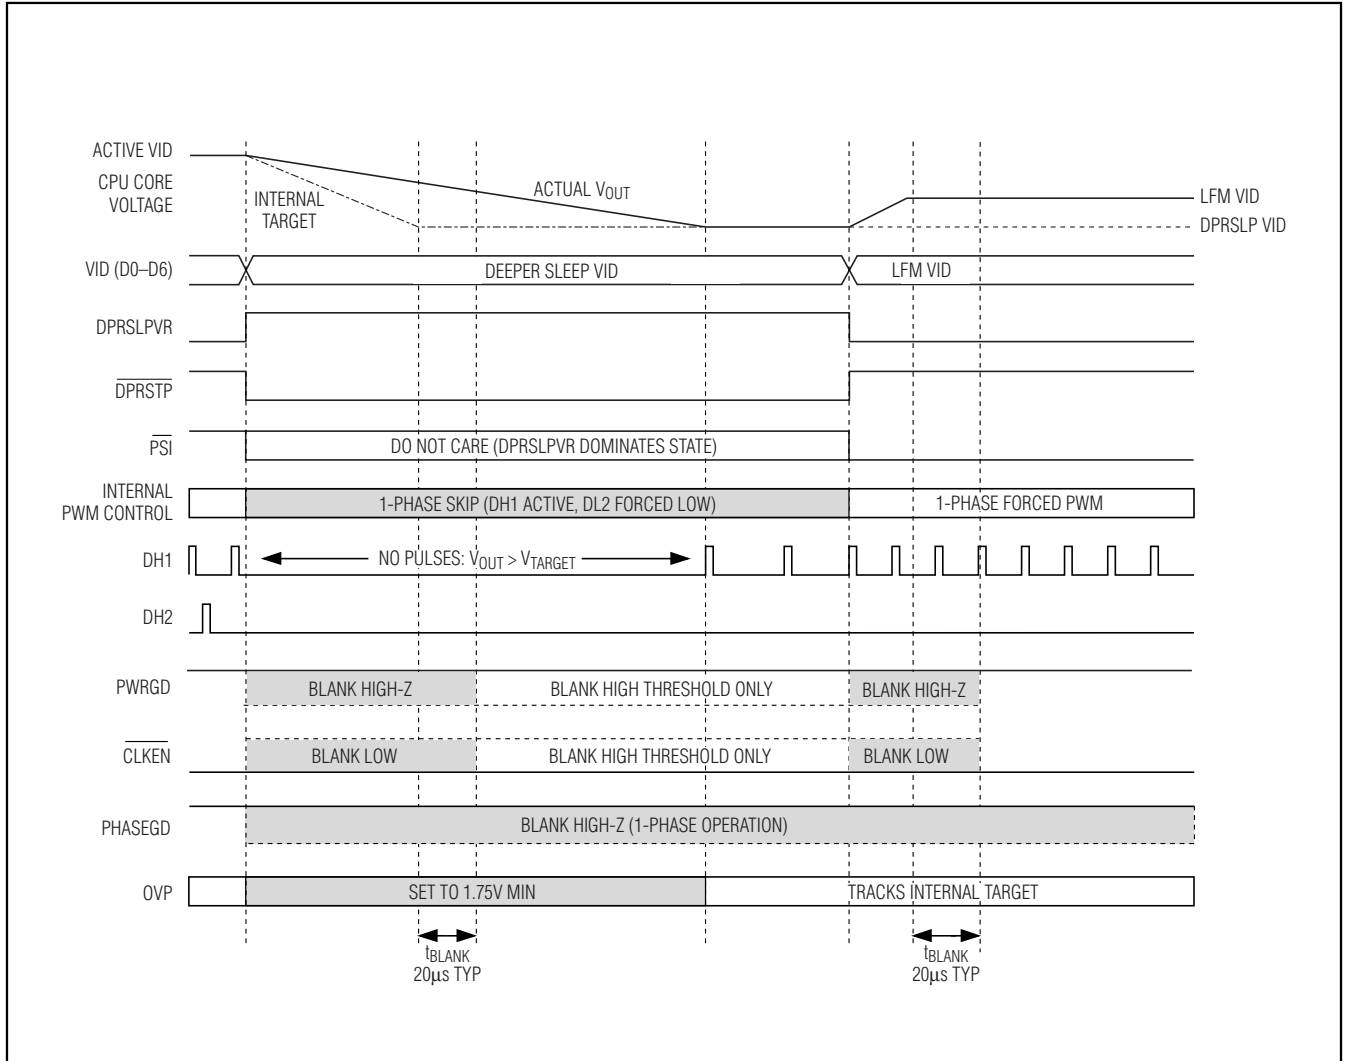 ACTIVE VID
CPU CORE
VOLTAGE
INTERNAL
TARGET
ACTUAL VOUT
LFM VID
DPRSLP VID
VID (D0–D6)
DEEPER SLEEP VID
LFM VID
DPRSLPVR
DPRSTP
PSI
DO NOT CARE (DPRSLPVR DOMINATES STATE)
INTERNAL
PWM CONTROL
1-PHASE SKIP (DH1 ACTIVE, DL2 FORCED LOW)
1-PHASE FORCED PWM
DH1
NO PULSES: VOUT > VTARGET
DH2
PWRGD
BLANK HIGH-Z
BLANK HIGH THRESHOLD ONLY
BLANK HIGH-Z
CLKEN
BLANK LOW
BLANK HIGH THRESHOLD ONLY
BLANK LOW
PHASEGD
BLANK HIGH-Z (1-PHASE OPERATION)
OVP
SET TO 1.75V MIN
TRACKS INTERNAL TARGET
tBLANK
20µs TYP
tBLANK
20µs TYP